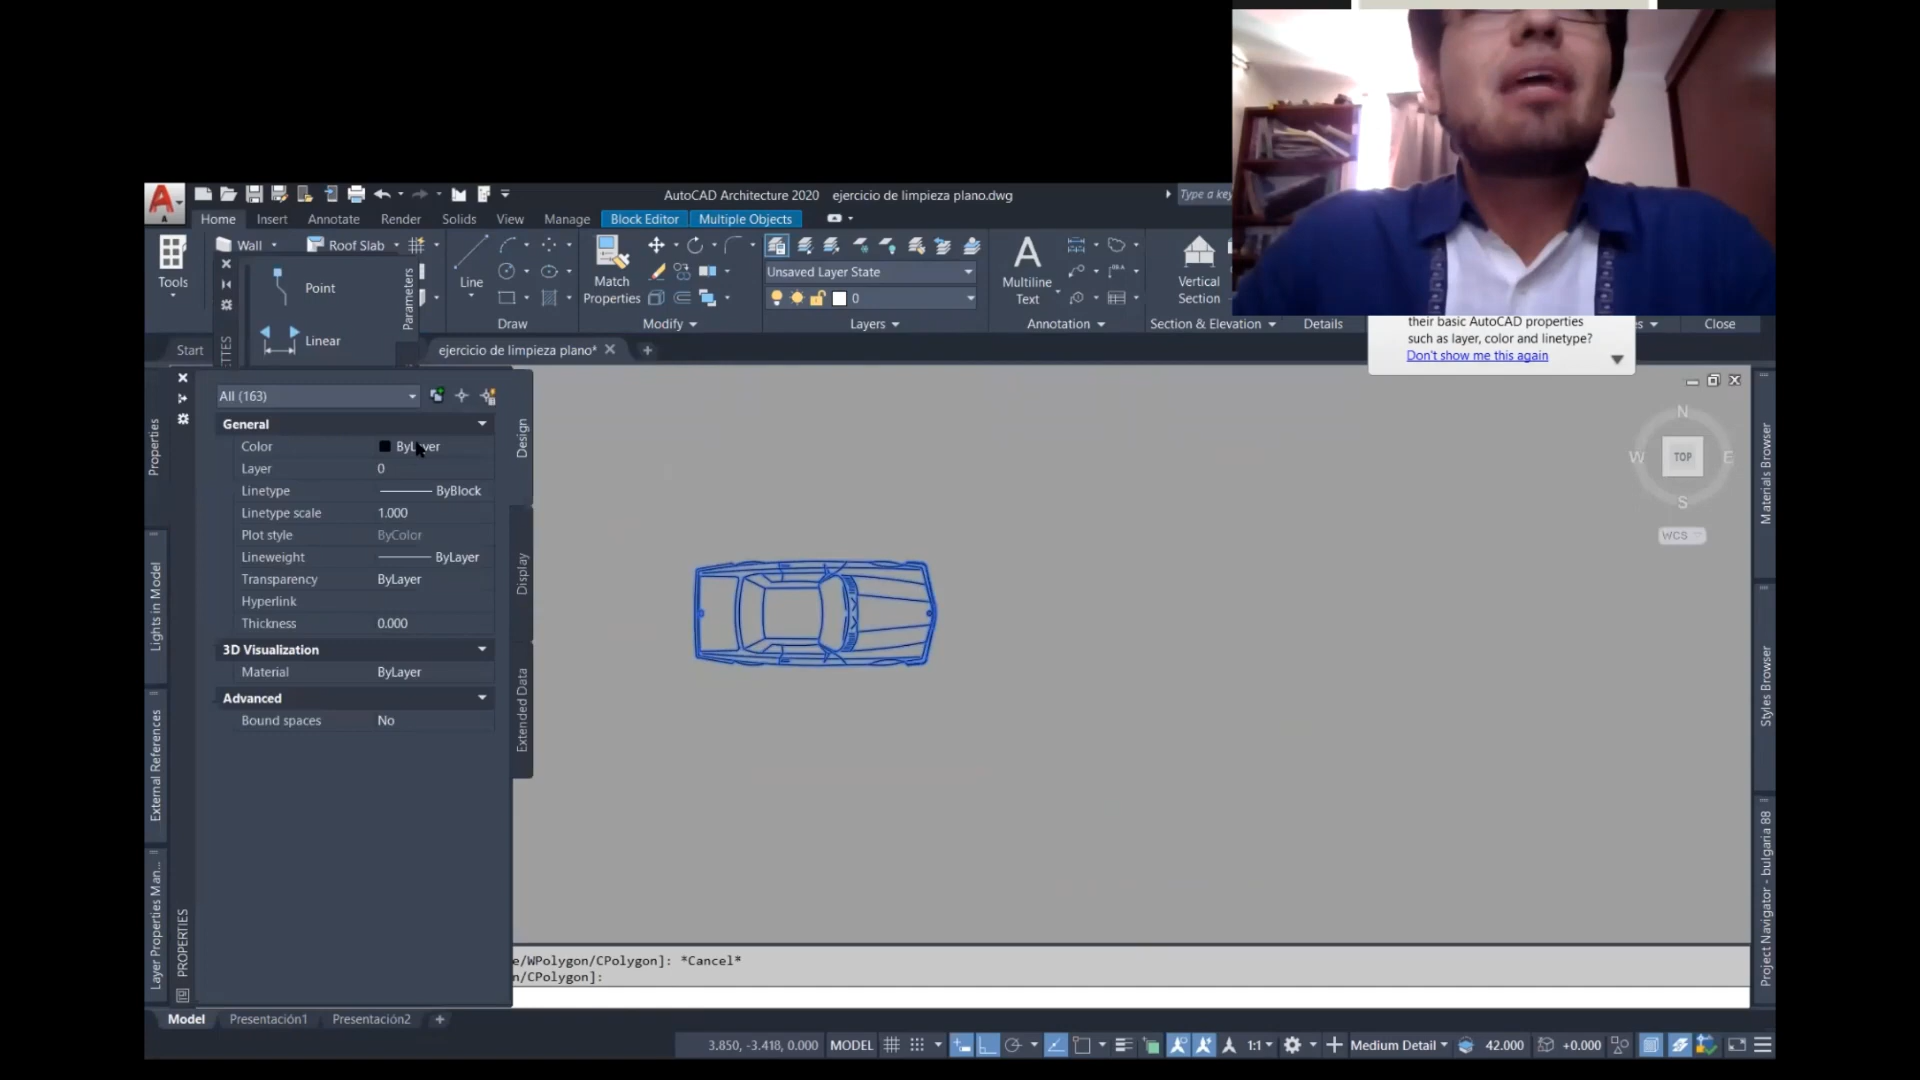 AutoCAD Architecture 2020 ejercicio de limpieza plano.dwg
Type a key
Home Insert Annotate Render Solids View Manage Block Editor Multiple Objects
Tools
Wall
Roof Slab
Point
Linear
Parameters
Line
Draw
Match
Properties
Modify
Unsaved Layer State
0
Layers
Multiline
Text
Annotation
Vertical
Section
Section & Elevation
Details
Close
their basic AutoCAD properties
such as layer, color and linetype?
Don't show me this again
Start
ejercicio de limpieza plano*
All (163)
General
Color ByLayer
Layer 0
Linetype ByBlock
Linetype scale 1.000
Plot style ByColor
Lineweight ByLayer
Transparency ByLayer
Hyperlink
Thickness 0.000
3D Visualization
Material ByLayer
Advanced
Bound spaces No
Design
Display
Extended Data
Properties
Lights in Model
External References
Layer Properties Man...
PROPERTIES
N
W TOP E
S
WCS
Materials Browser
Styles Browser
Project Navigator - bulgaria 88
e/WPolygon/CPolygon]: *Cancel*
n/CPolygon]:
Model Presentación1 Presentación2
3.850, -3.418, 0.000 MODEL 1:1 Medium Detail 42.000 +0.000